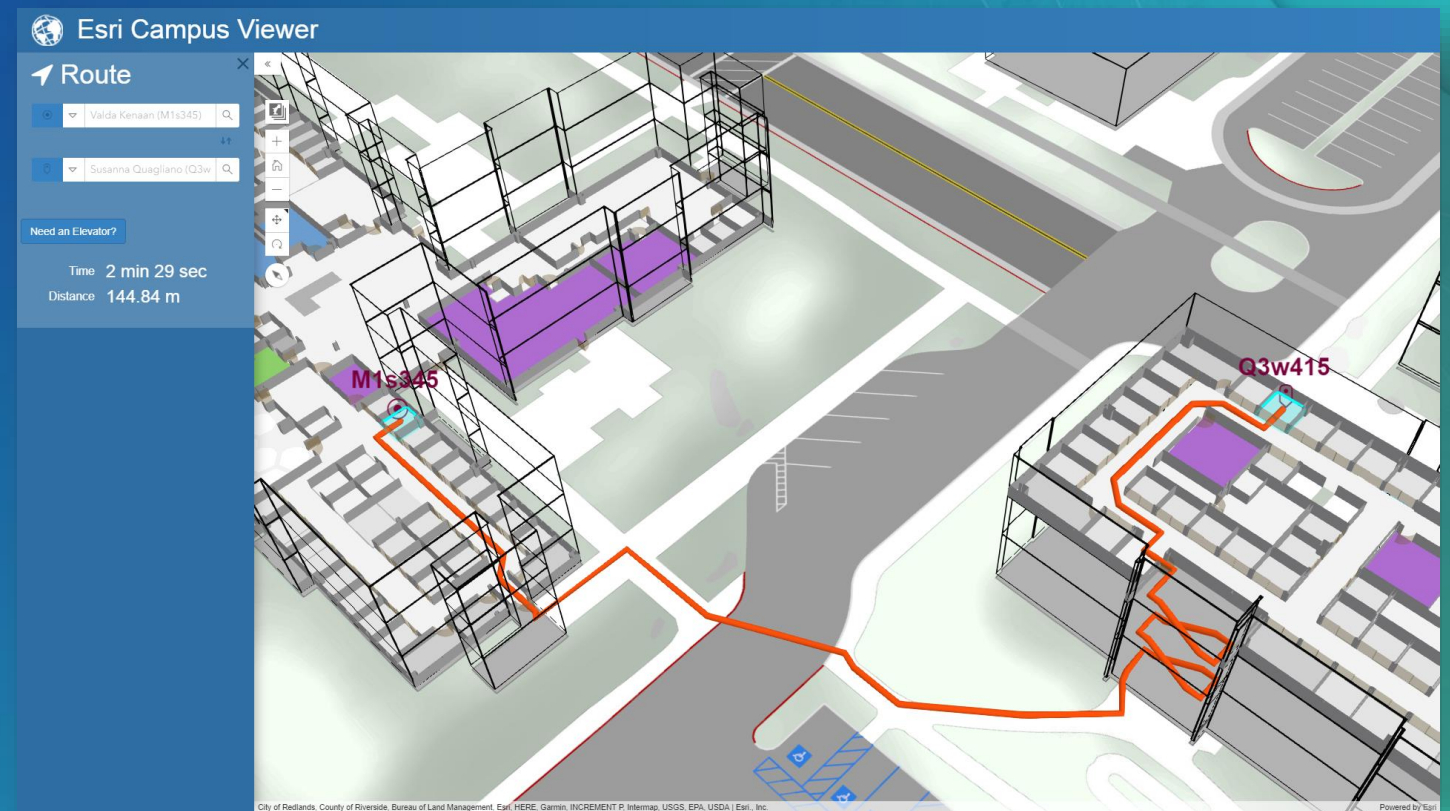 Esri Campus Viewer
Route
Valda Kenaan (M1s345)
Susanna Quagliano (Q3w
Need an Elevator?
Time 2 min 29 sec
Distance 144.84 m
M1s345
Q3w415
City of Redlands, County of Riverside, Bureau of Land Management, Esri, HERE, Garmin, INCREMENT P, Intermap, USGS, EPA, USDA | Esri., Inc.
Powered by Esri